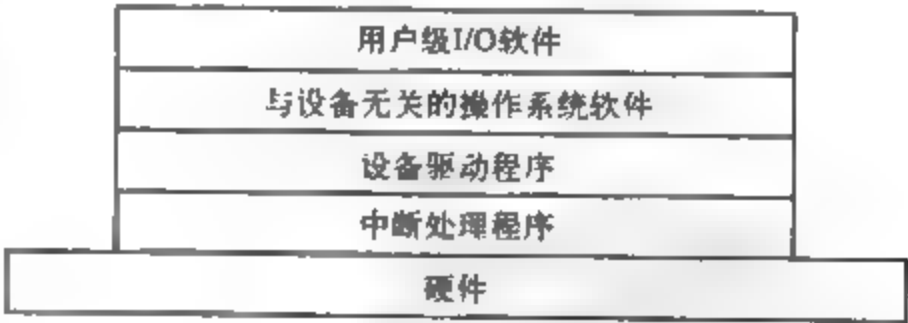 用户级I/O软件
与设备无关的操作系统软件
设备驱动程序
中断处理程序
硬件